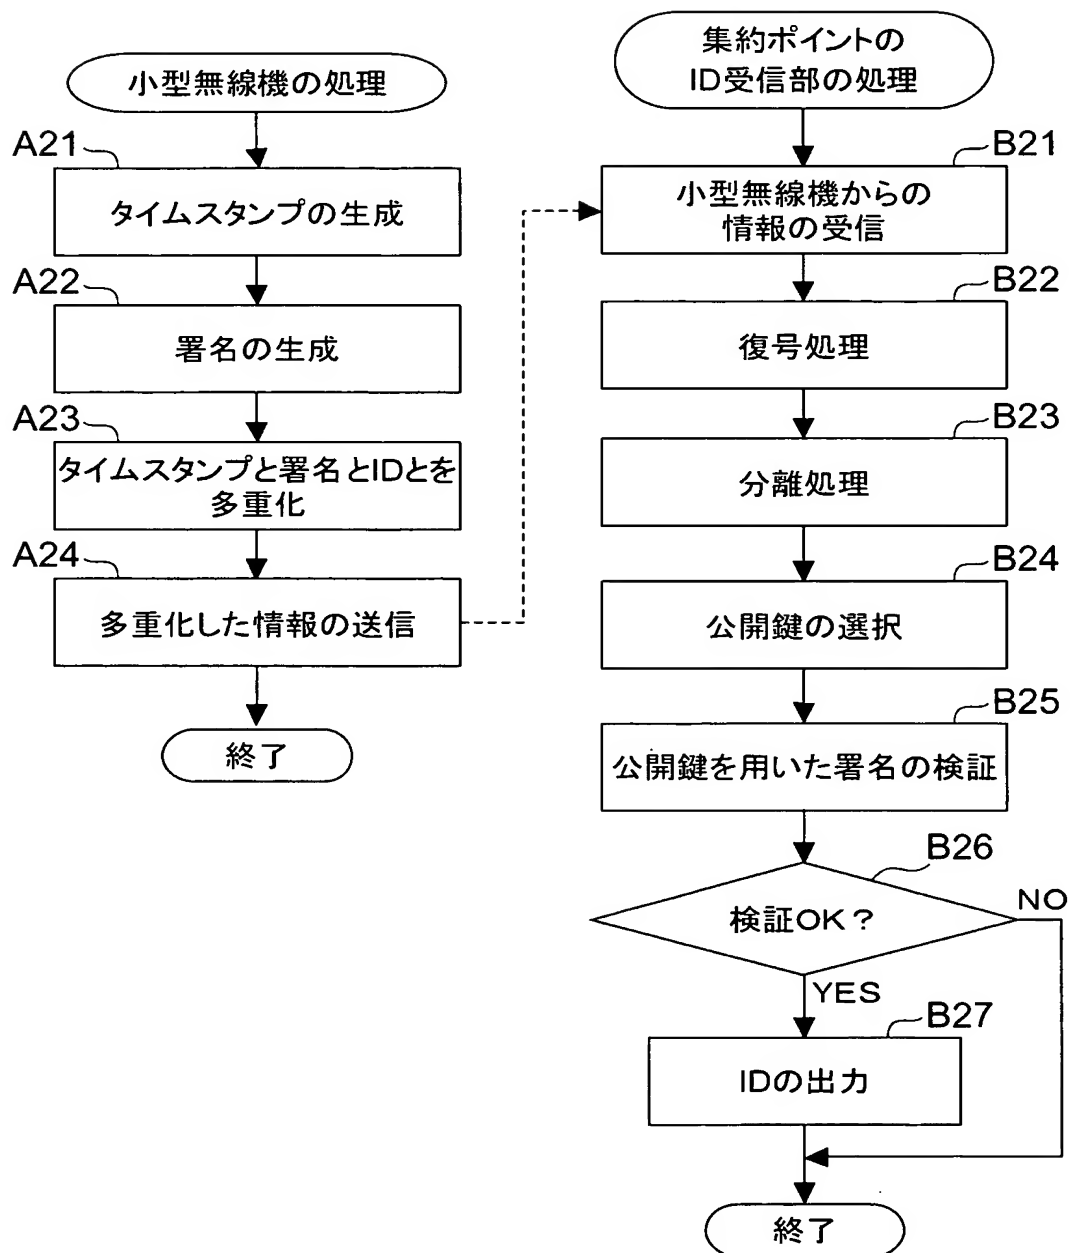 小型無線機の処理
A21
タイムスタンプの生成
A22
署名の生成
A23
タイムスタンプと署名とIDとを
多重化
A24
多重化した情報の送信
終了
集約ポイントの
ID受信部の処理
B21
小型無線機からの
情報の受信
B22
復号処理
B23
分離処理
B24
公開鍵の選択
B25
公開鍵を用いた署名の検証
B26
検証OK?
NO
YES
B27
IDの出力
終了